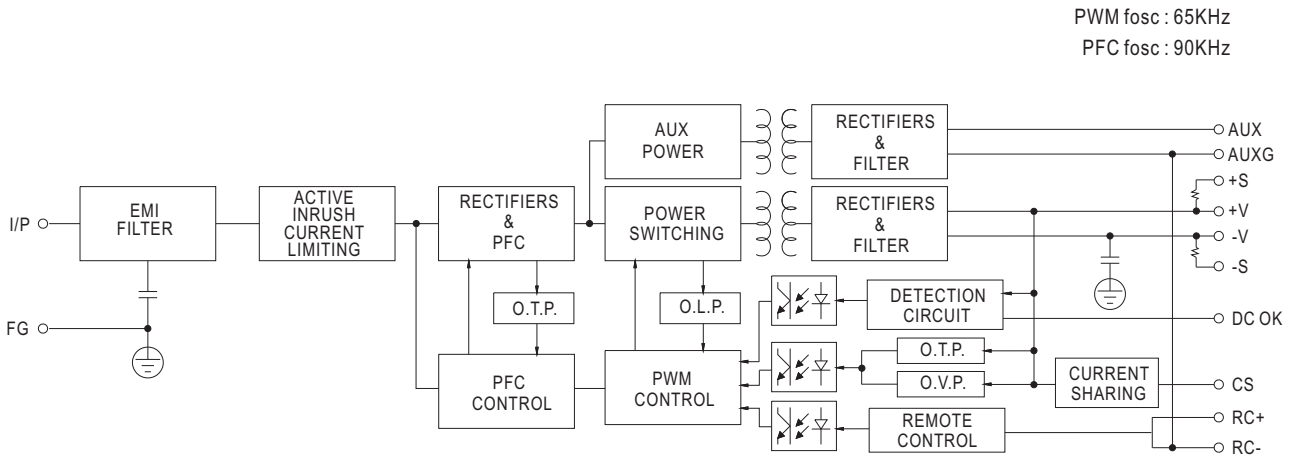 PWM fosc : 65KHz
PFC fosc : 90KHz
AUX
POWER
RECTIFIERS
&
FILTER
AUX
AUXG
I/P
EMI
FILTER
ACTIVE
INRUSH
CURRENT
LIMITING
RECTIFIERS
&
PFC
POWER
SWITCHING
RECTIFIERS
&
FILTER
+S
+V
-V
-S
FG
O.T.P.
O.L.P.
DETECTION
CIRCUIT
DC OK
PFC
CONTROL
PWM
CONTROL
O.T.P.
O.V.P.
CURRENT
SHARING
CS
REMOTE
CONTROL
RC+
RC-